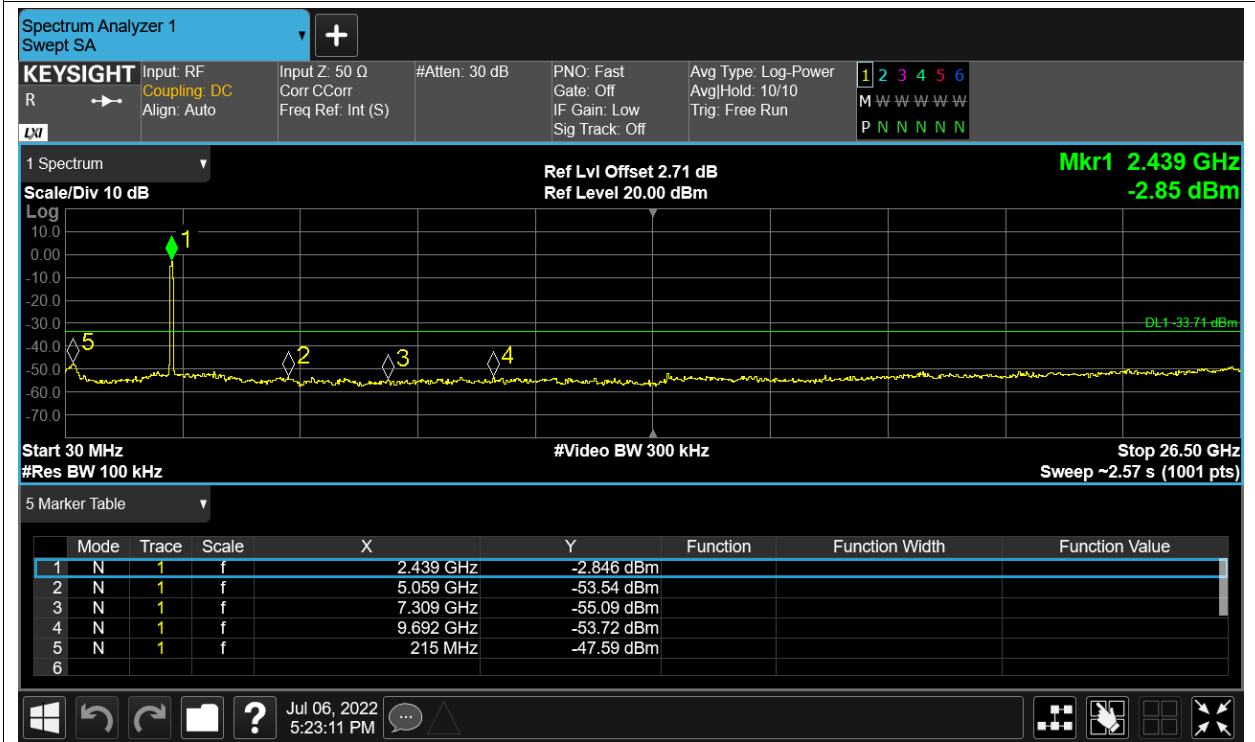 Spectrum Analyzer 1
Swept SA
KEYSIGHT
R
LXI
Input: RF
Coupling: DC
Align: Auto
Input Z: 50 Ω
Corr CCorr
Freq Ref: Int (S)
#Atten: 30 dB
PNO: Fast
Gate: Off
IF Gain: Low
Sig Track: Off
Avg Type: Log-Power
Avg|Hold: 10/10
Trig: Free Run
1 2 3 4 5 6
M W W W W W
P N N N N N
1 Spectrum
Scale/Div 10 dB
Ref Lvl Offset 2.71 dB
Ref Level 20.00 dBm
Mkr1 2.439 GHz
-2.85 dBm
Log
10.0
0.00
-10.0
-20.0
-30.0
-40.0
-50.0
-60.0
-70.0
1
5
2
3
4
DL1 -33.71 dBm
Start 30 MHz
#Video BW 300 kHz
Stop 26.50 GHz
#Res BW 100 kHz
Sweep ~2.57 s (1001 pts)
5 Marker Table
Mode Trace Scale X Y Function Function Width Function Value
1 N 1 f 2.439 GHz -2.846 dBm
2 N 1 f 5.059 GHz -53.54 dBm
3 N 1 f 7.309 GHz -55.09 dBm
4 N 1 f 9.692 GHz -53.72 dBm
5 N 1 f 215 MHz -47.59 dBm
6
?
Jul 06, 2022
5:23:11 PM